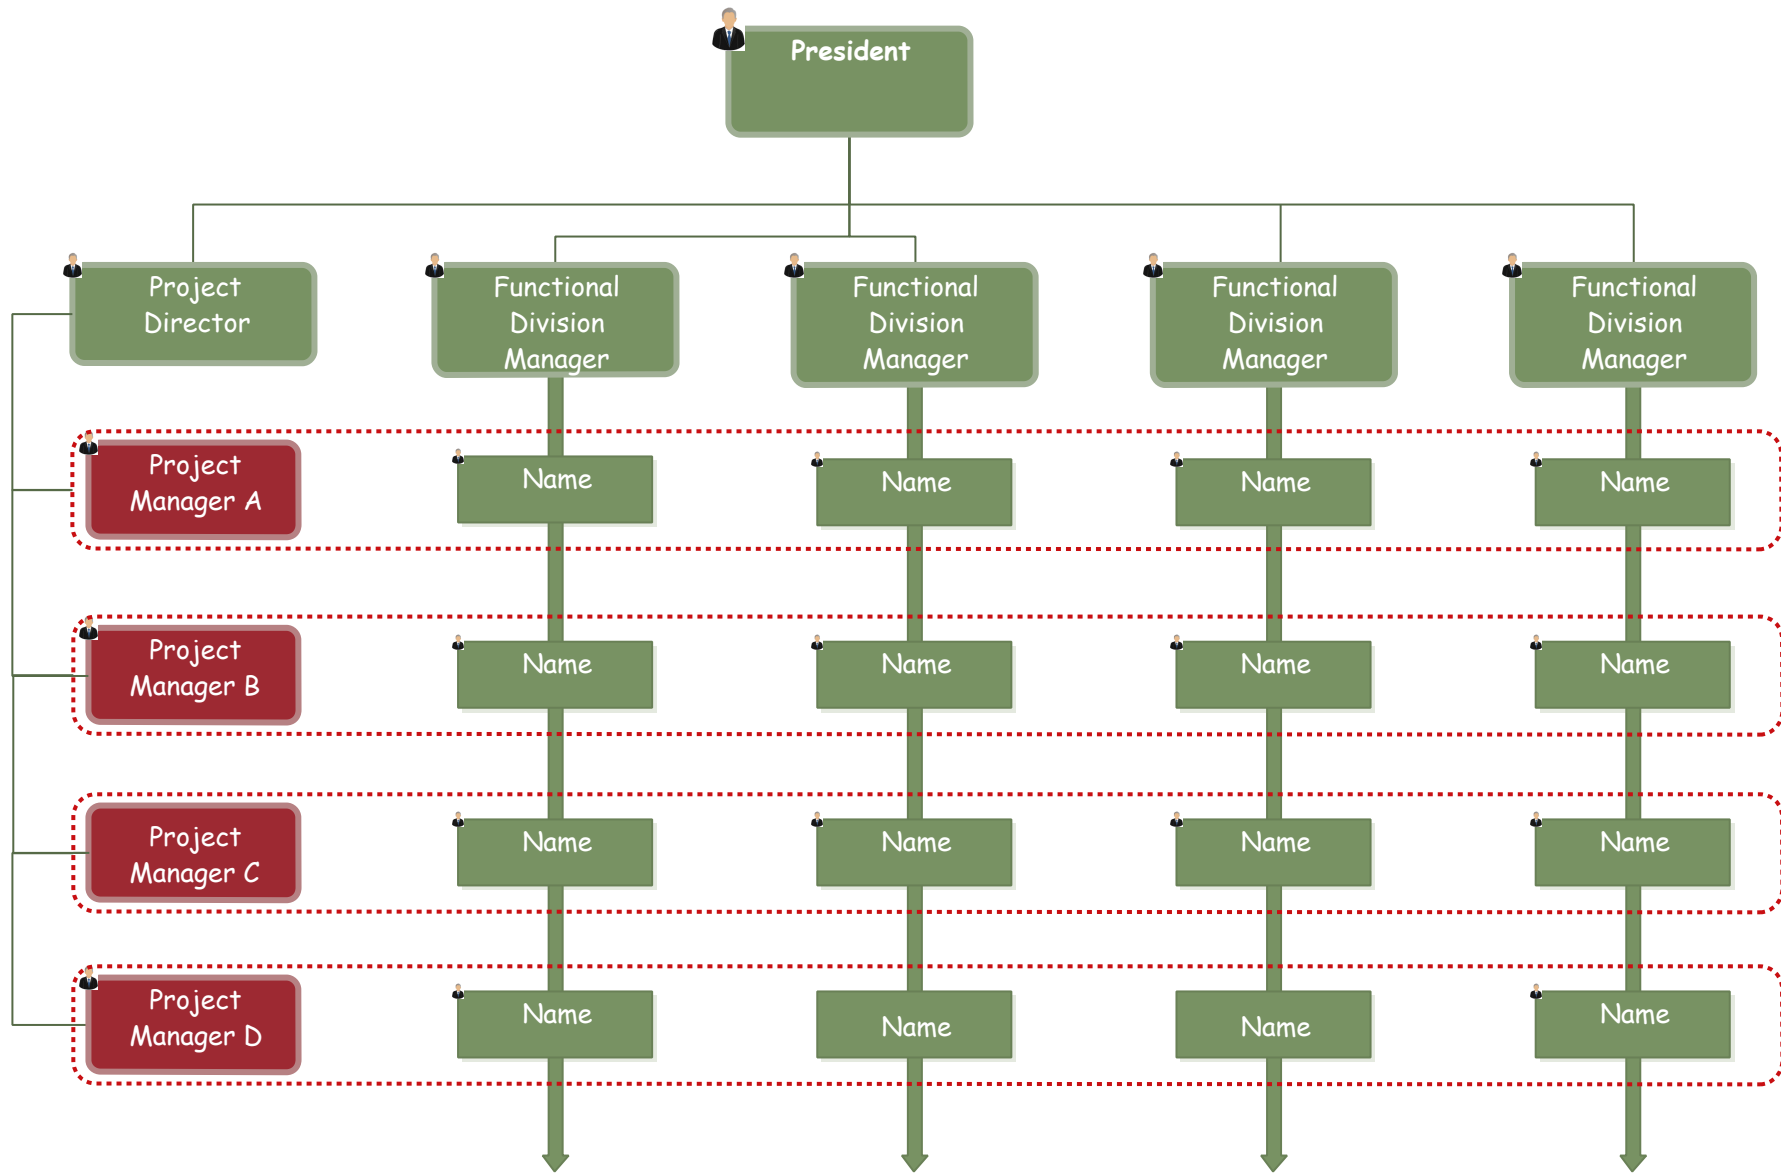 President
Project
Director
Functional
Division
Manager
Functional
Division
Manager
Functional
Division
Manager
Functional
Division
Manager
Project
Manager A
Name
Name
Name
Name
Project
Manager B
Name
Name
Name
Name
Project
Manager C
Name
Name
Name
Name
Project
Manager D
Name
Name
Name
Name